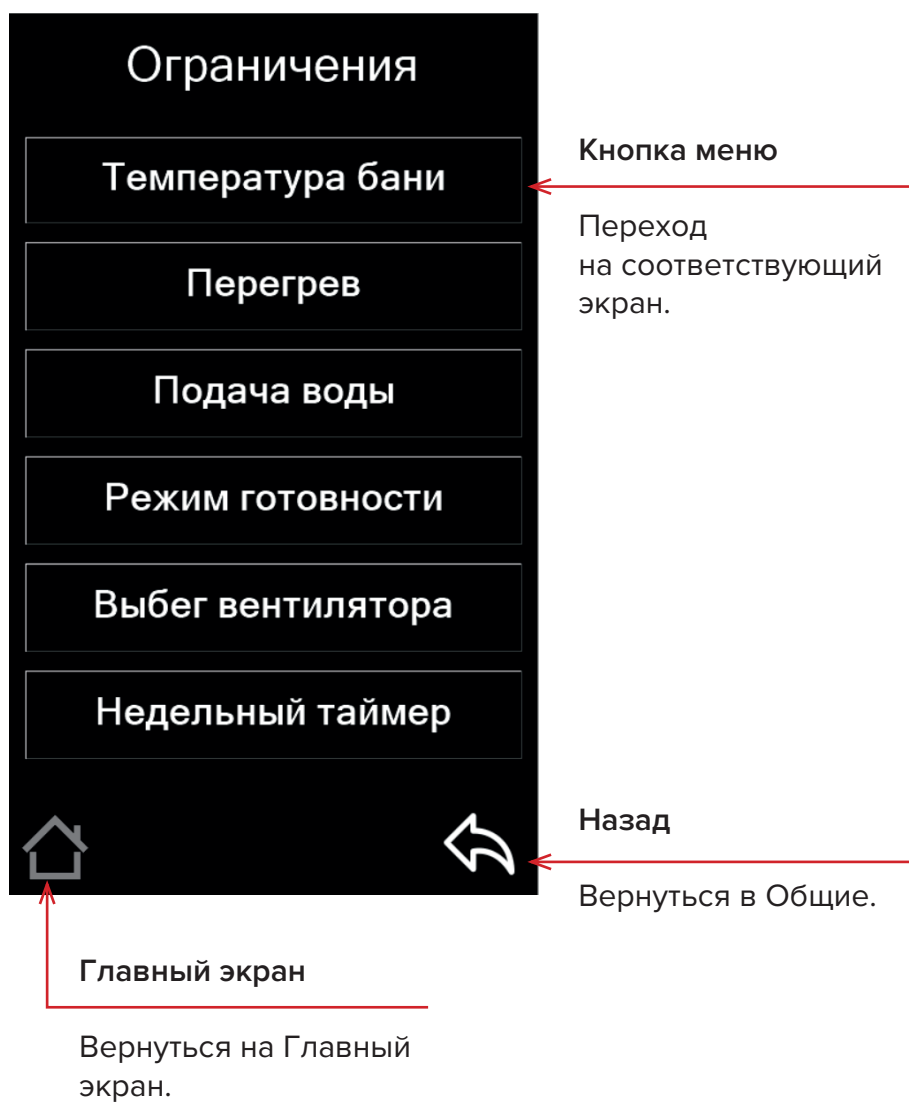 Ограничения
Температура бани
Перегрев
Подача воды
Режим готовности
Выбег вентилятора
Недельный таймер
Кнопка меню
Переход
на соответствующий
экран.
Назад
Вернуться в Общие.
Главный экран
Вернуться на Главный
экран.